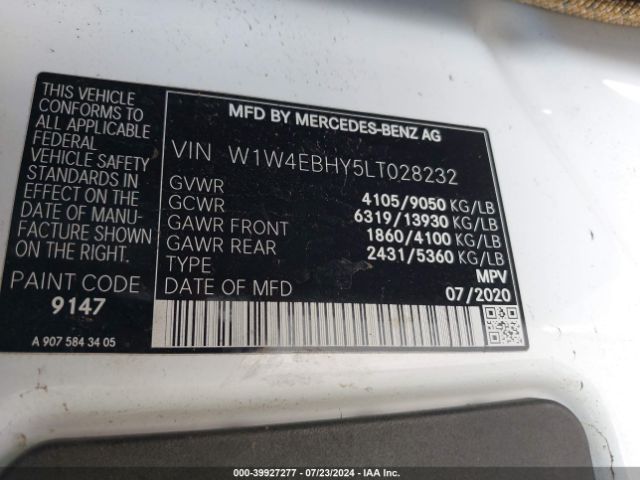 THIS VEHICLE
CONFORMS TO
ALL APPLICABLE
FEDERAL
VEHICLE SAFETY
STANDARDS IN
EFFECT ON THE
DATE OF MANU-
FACTURE SHOWN
ON THE RIGHT.
PAINT CODE
9147
A 907 584 34 05
MFD BY MERCEDES-BENZ AG
VIN W1W4EBHY5LT028232
GVWR 4105/9050 KG/LB
GCWR 6319/13930 KG/LB
GAWR FRONT 1860/4100 KG/LB
GAWR REAR 2431/5360 KG/LB
TYPE MPV
DATE OF MFD 07/2020
000-39927277 - 07/23/2024 - IAA Inc.